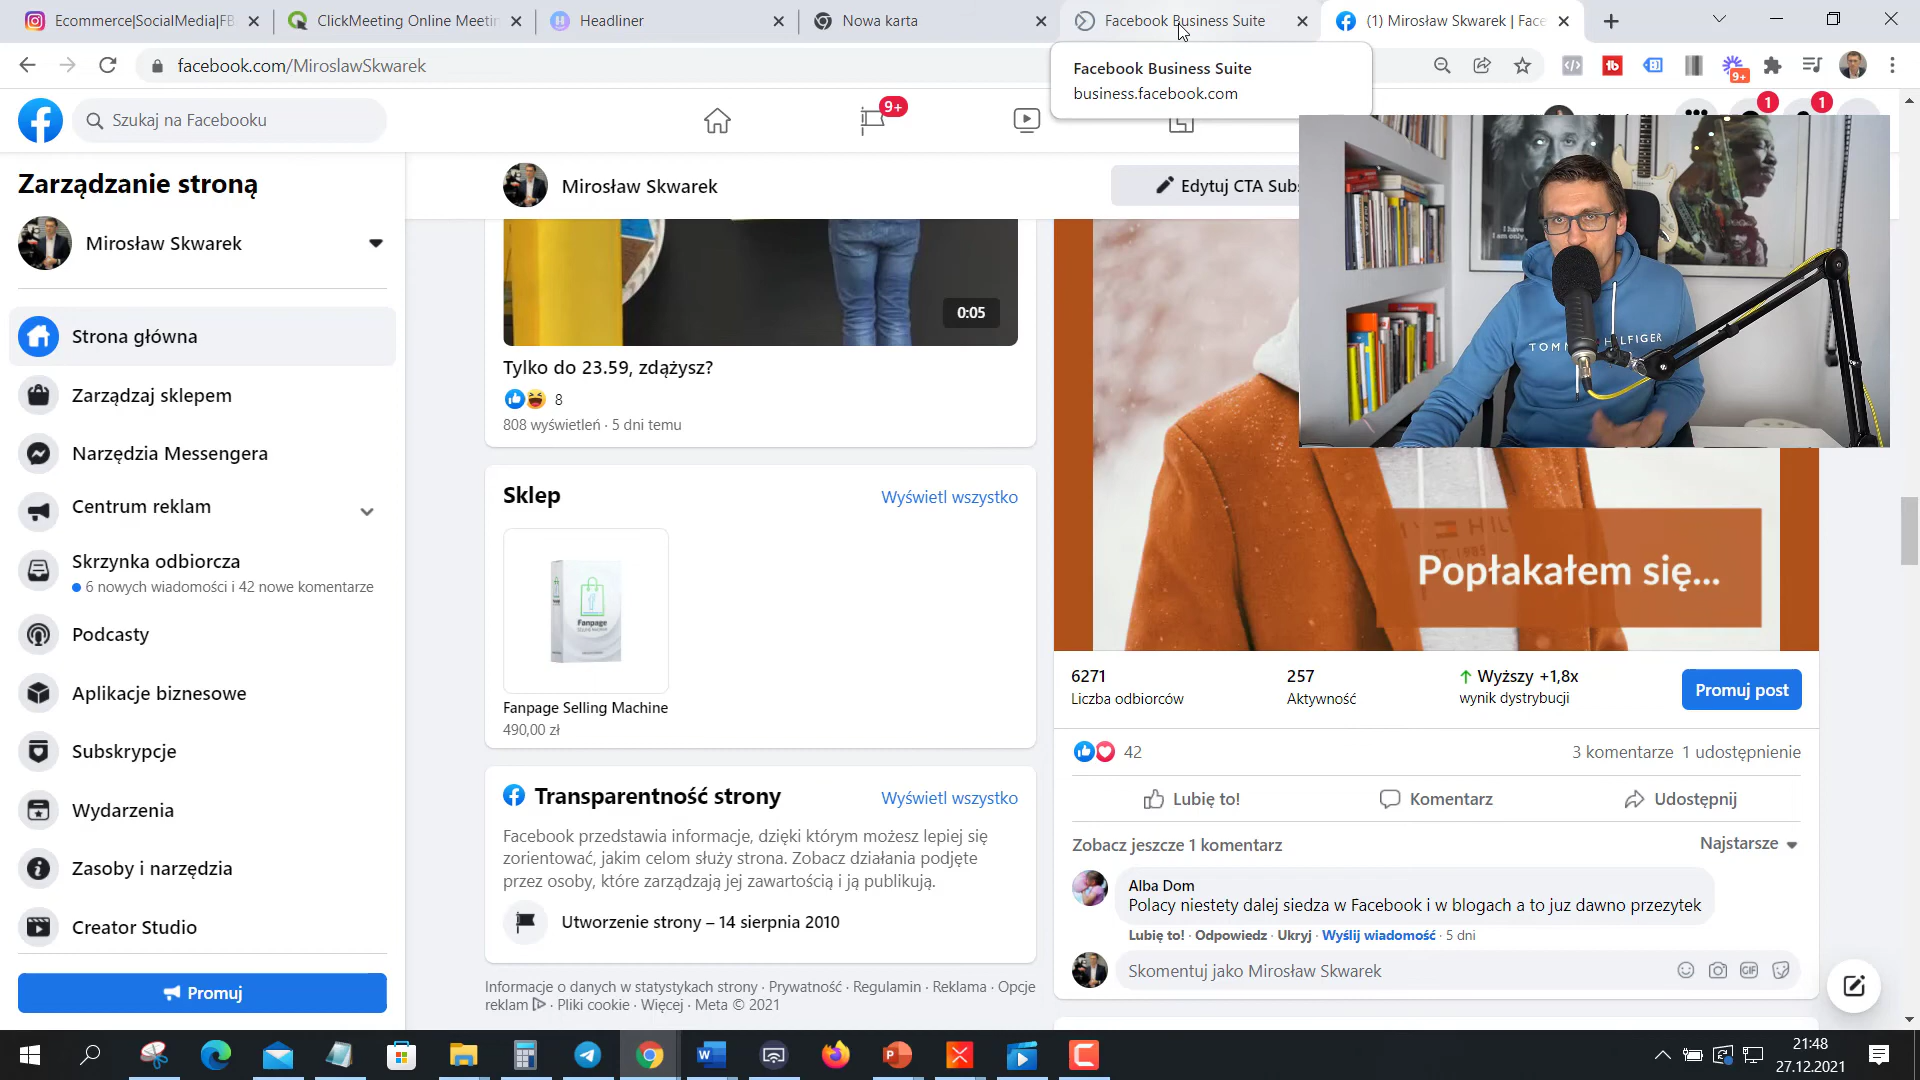 Ecommerce|SocialMedia|FB
ClickMeeting Online Meetin
Headliner
Nowa karta
Facebook Business Suite
(1) Mirosław Skwarek | Face
facebook.com/MiroslawSkwarek
Facebook Business Suite
business.facebook.com
9+
Szukaj na Facebooku
9+
1
1
Zarządzanie stroną
Mirosław Skwarek
Mirosław Skwarek
Edytuj CTA Subs
Strona główna
Zarządzaj sklepem
Narzędzia Messengera
Centrum reklam
Skrzynka odbiorcza
6 nowych wiadomości i 42 nowe komentarze
Podcasty
Aplikacje biznesowe
Subskrypcje
Wydarzenia
Zasoby i narzędzia
Creator Studio
Promuj
0:05
Tylko do 23.59, zdążysz?
8
808 wyświetleń · 5 dni temu
Sklep
Wyświetl wszystko
Fanpage
Fanpage Selling Machine
490,00 zł
Transparentność strony
Wyświetl wszystko
Facebook przedstawia informacje, dzięki którym możesz lepiej się
zorientować, jakim celom służy strona. Zobacz działania podjęte
przez osoby, które zarządzają jej zawartością i ją publikują.
Utworzenie strony – 14 sierpnia 2010
Informacje o danych w statystykach strony · Prywatność · Regulamin · Reklama · Opcje
reklam · Pliki cookie · Więcej · Meta © 2021
Popłakałem się...
6271
Liczba odbiorców
257
Aktywność
Wyższy +1,8x
wynik dystrybucji
Promuj post
42
3 komentarze 1 udostępnienie
Lubię to!
Komentarz
Udostępnij
Zobacz jeszcze 1 komentarz
Najstarsze
Alba Dom
Polacy niestety dalej siedza w Facebook i w blogach a to juz dawno przezytek
Lubię to! · Odpowiedz · Ukryj · Wyślij wiadomość · 5 dni
Skomentuj jako Mirosław Skwarek
GIF
21:48
27.12.2021